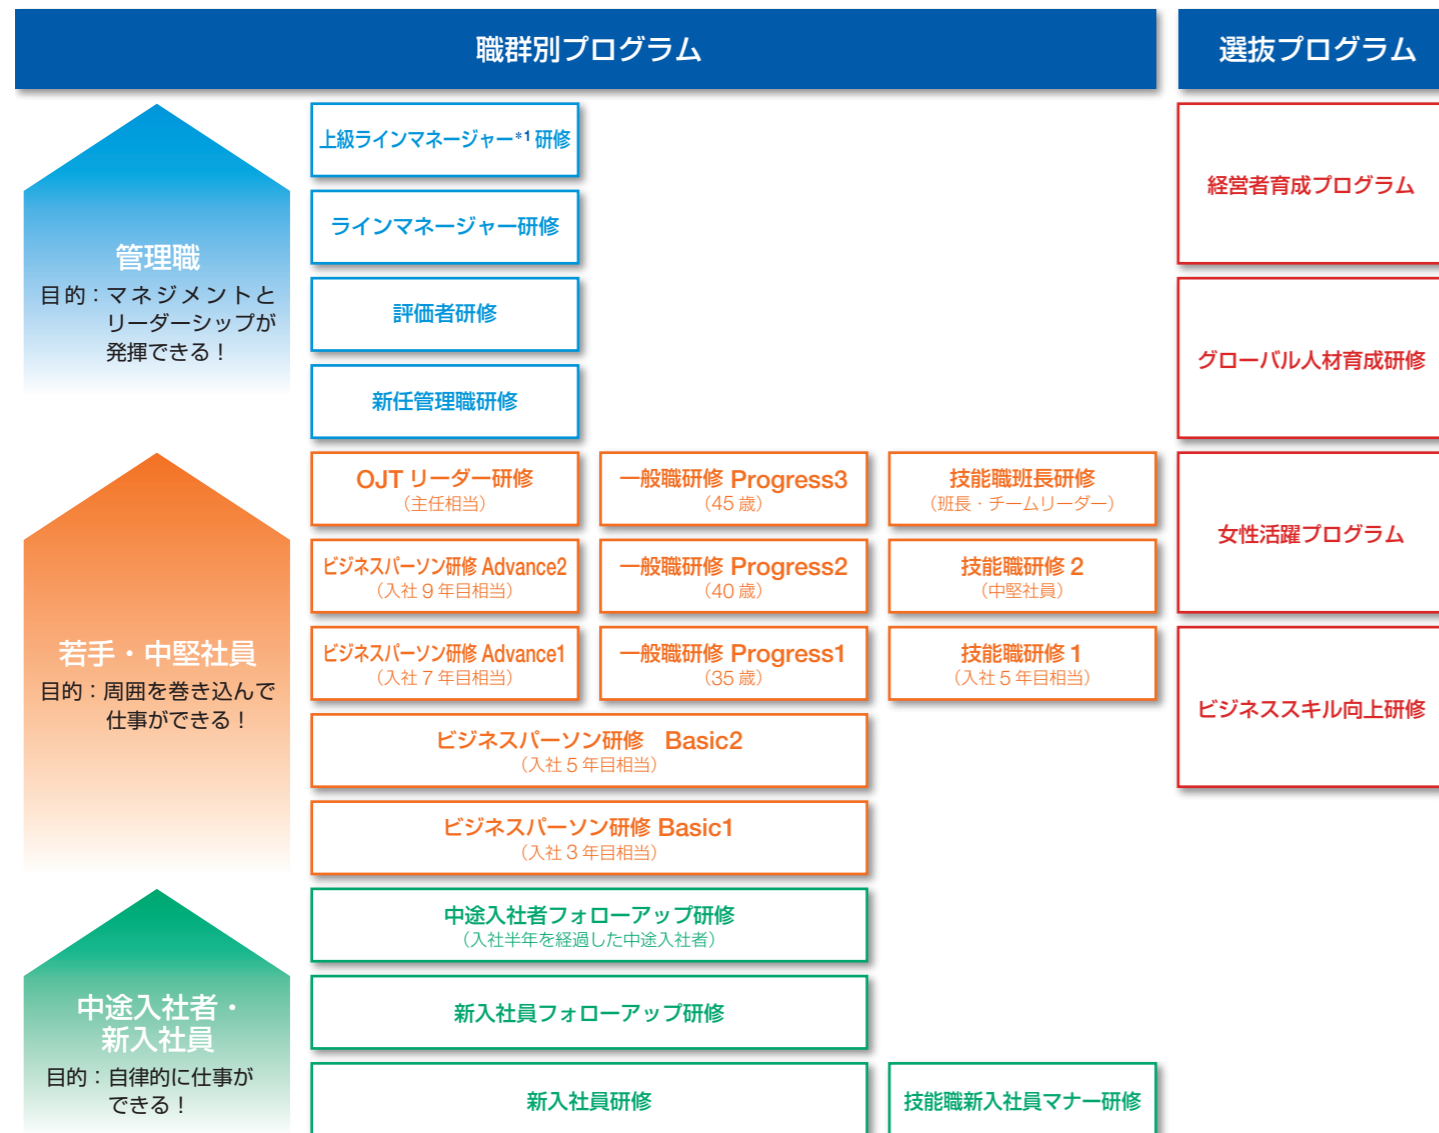 職群別プログラム
選抜プログラム
管理職
目的：マネジメントと
リーダーシップが
発揮できる！
上級ラインマネージャー*1 研修
ラインマネージャー研修
評価者研修
新任管理職研修
若手・中堅社員
目的：周囲を巻き込んで
仕事ができる！
OJT リーダー研修
（主任相当）
一般職研修 Progress3
（45 歳）
技能職班長研修
（班長・チームリーダー）
ビジネスパーソン研修 Advance2
（入社 9 年目相当）
一般職研修 Progress2
（40 歳）
技能職研修 2
（中堅社員）
ビジネスパーソン研修 Advance1
（入社 7 年目相当）
一般職研修 Progress1
（35 歳）
技能職研修 1
（入社 5 年目相当）
ビジネスパーソン研修　Basic2
（入社 5 年目相当）
ビジネスパーソン研修 Basic1
（入社 3 年目相当）
中途入社者・
新入社員
目的：自律的に仕事が
できる！
中途入社者フォローアップ研修
（入社半年を経過した中途入社者）
新入社員フォローアップ研修
新入社員研修
技能職新入社員マナー研修
経営者育成プログラム
グローバル人材育成研修
女性活躍プログラム
ビジネススキル向上研修